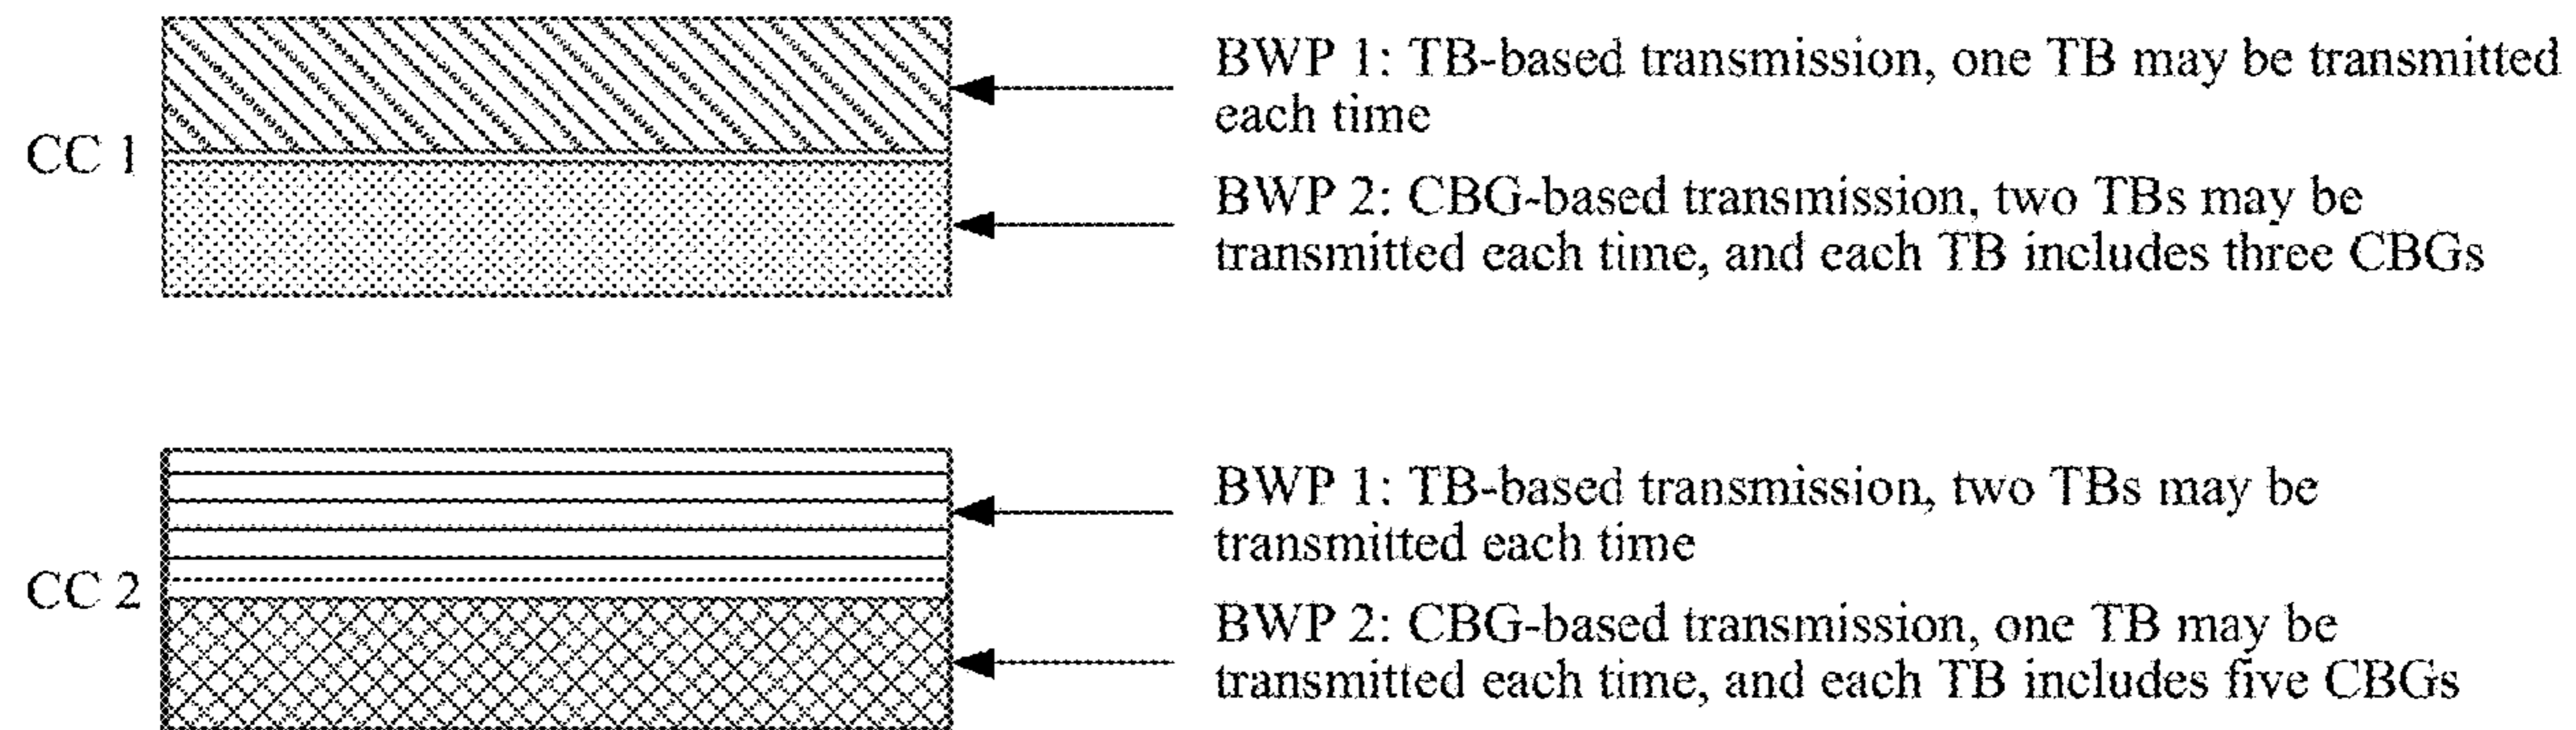 BWP 1: TB-based transmission, one TB may be transmitted
each time
CC 1
BWP 2: CBG-based transmission, two TBs may be
transmitted each time, and each TB includes three CBGs
BWP 1: TB-based transmission, two TBs may be
transmitted each time
CC 2
BWP 2: CBG-based transmission, one TB may be
transmitted each time, and each TB includes five CBGs